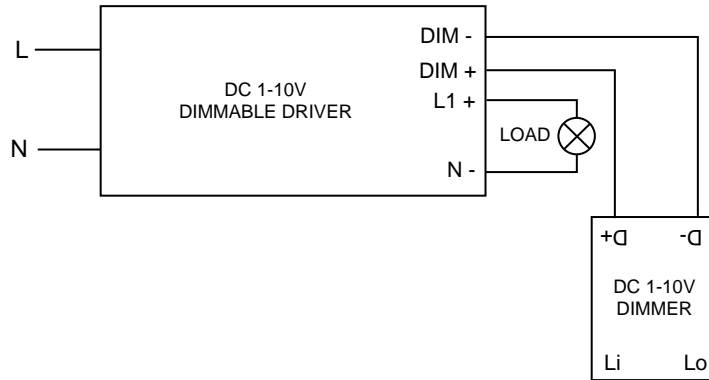 L
N
DC 1-10V
DIMMABLE DRIVER
DIM -
DIM +
L1 +
N -
LOAD
D+
D-
DC 1-10V
DIMMER
Li
Lo